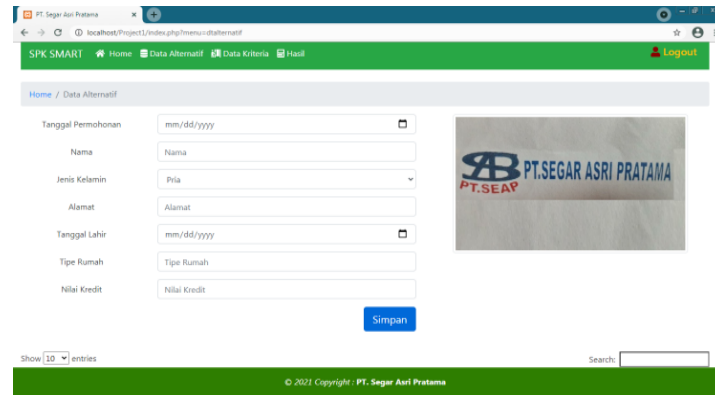 PT. Segar Asri Pratama
localhost/Project1/index.php?menu=dtalternatif
SPK SMART Home Data Alternatif Data Kriteria Hasil Logout
Home / Data Alternatif
Tanggal Permohonan mm/dd/yyyy
Nama Nama
Jenis Kelamin Pria
Alamat Alamat
Tanggal Lahir mm/dd/yyyy
Tipe Rumah Tipe Rumah
Nilai Kredit Nilai Kredit
Simpan
PT.SEGAR ASRI PRATAMA
PT.SEAP
Show 10 entries Search:
© 2021 Copyright : PT. Segar Asri Pratama